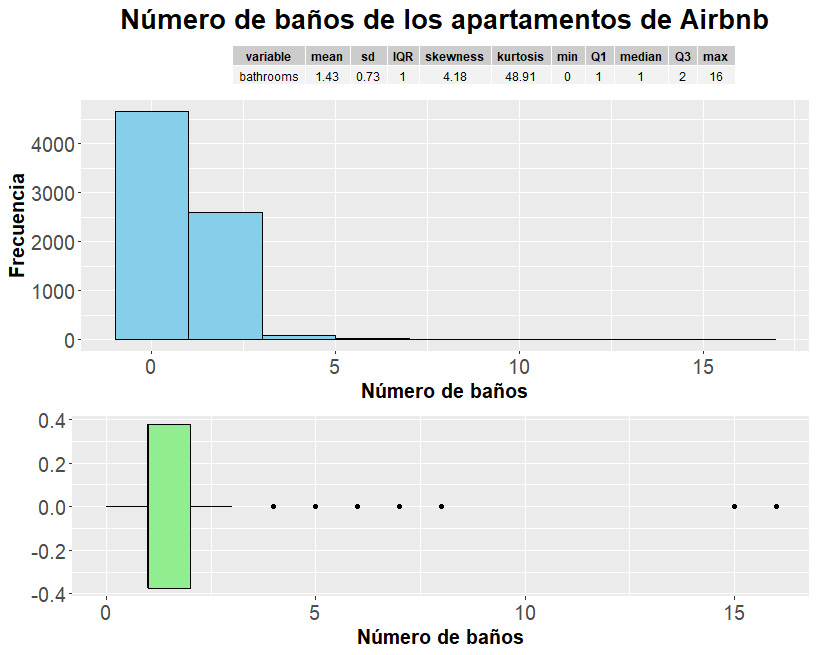 Número de baños de los apartamentos de Airbnb
variable mean sd IQR skewness kurtosis min Q1 median Q3 max
bathrooms 1.43 0.73 1 4.18 48.91 0 1 1 2 16
Frecuencia
4000
3000
2000
1000
0
0 5 10 15
Número de baños
0.4
0.2
0.0
-0.2
-0.4
0 5 10 15
Número de baños